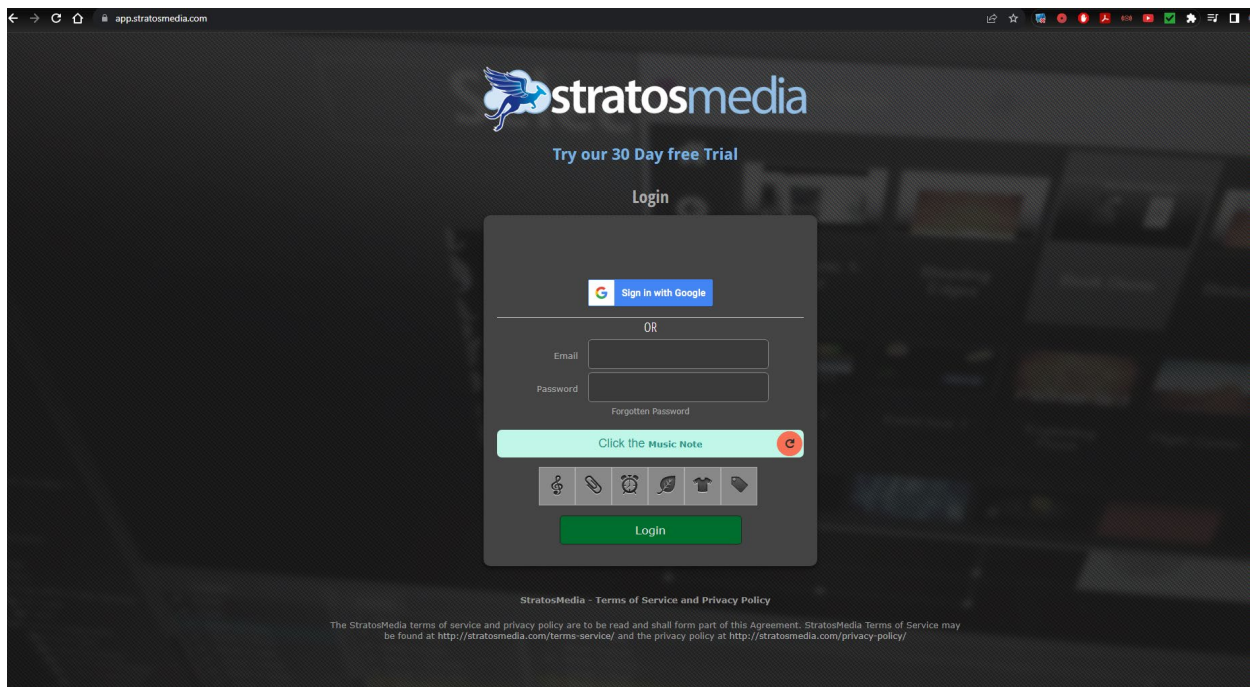 app.stratosmedia.com
stratosmedia
Try our 30 Day free Trial
Login
Sign in with Google
OR
Email
Password
Forgotten Password
Click the Music Note
Login
StratosMedia - Terms of Service and Privacy Policy
The StratosMedia terms of service and privacy policy are to be read and shall form part of this Agreement. StratosMedia Terms of Service may
be found at http://stratosmedia.com/terms-service/ and the privacy policy at http://stratosmedia.com/privacy-policy/